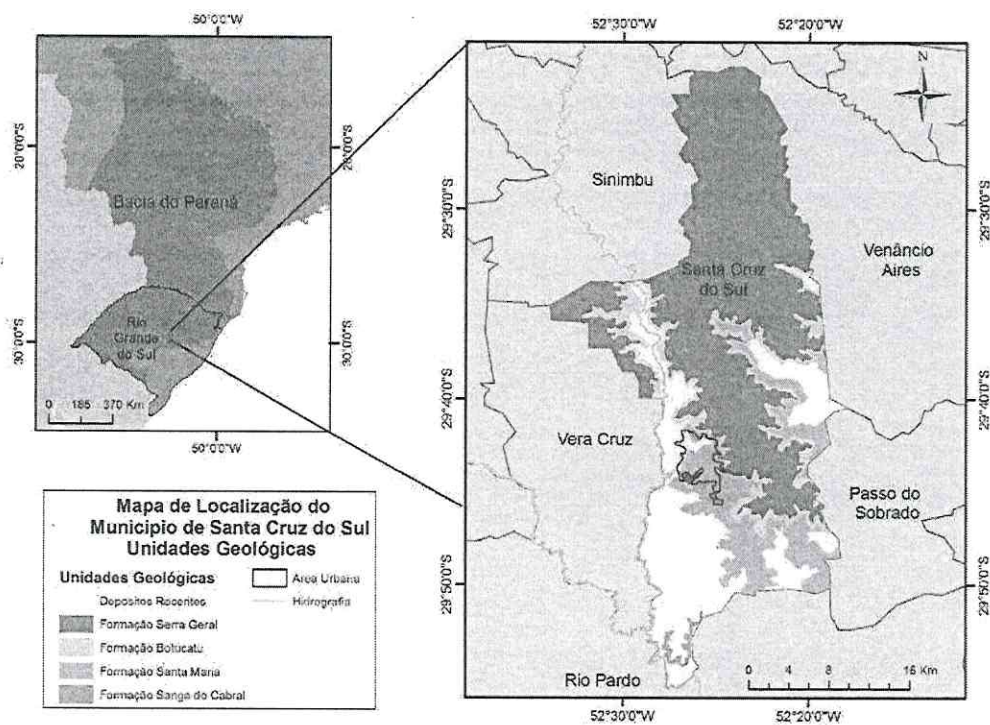 50°0'0"W
20°0'0"S
20°0'0"S
Bacia do Paraná
Rio
Grande
do Sul
30°0'0"S
30°0'0"S
0 185 370 Km
50°0'0"W
52°30'0"W
52°20'0"W
N
Sinimbu
29°30'0"S
29°30'0"S
Venâncio
Aires
Santa Cruz
do Sul
29°40'0"S
29°40'0"S
Vera Cruz
Passo do
Sobrado
29°50'0"S
29°50'0"S
Rio Pardo
0 4 8 16 Km
52°30'0"W
52°20'0"W
Mapa de Localização do
Municipio de Santa Cruz do Sul
Unidades Geológicas
Unidades Geológicas
Area Urbana
Depositos Recentes
Hidrografia
Formação Serra Geral
Formação Botucatu
Formação Santa Maria
Formação Sanga do Cabral